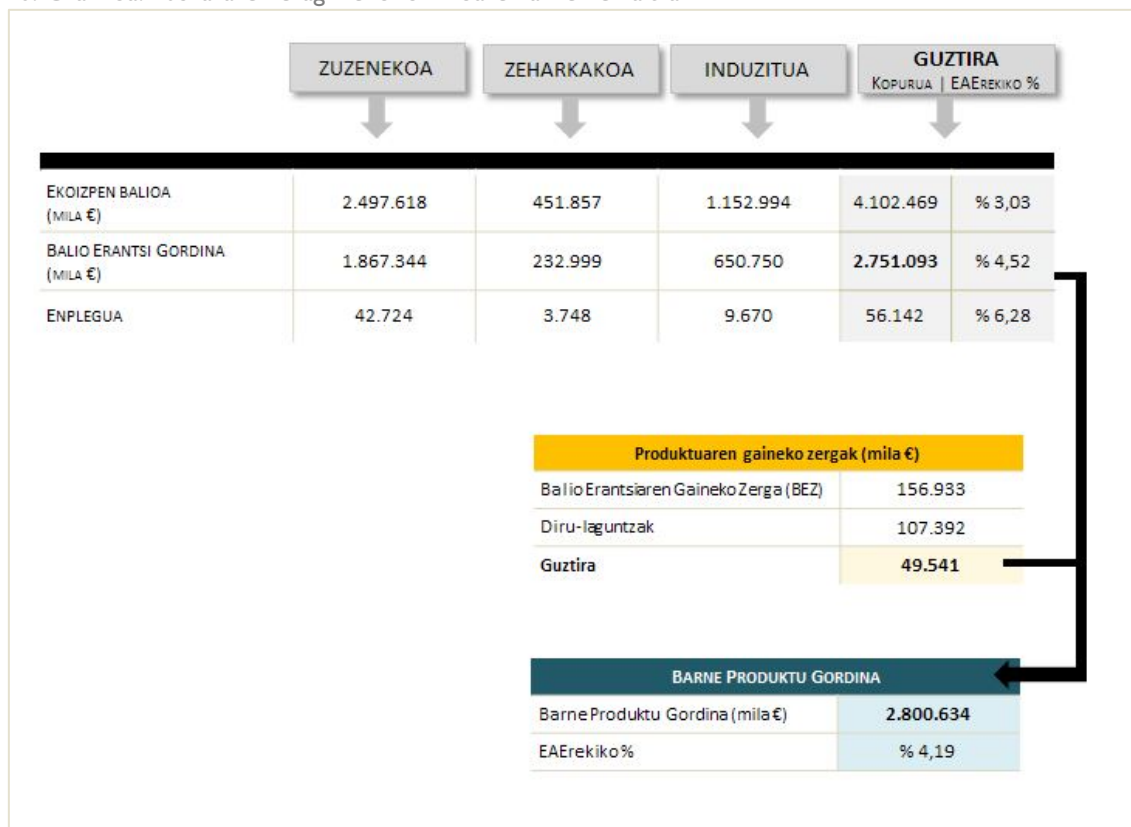 ZUZENEKOA ZEHARKAKOA INDUZITUA GUZTIRA
KOPURUA | EAEREKIKO %
EKOIZPEN BALIOA
(MILA €) 2.497.618 451.857 1.152.994 4.102.469 % 3,03
BALIO ERANTSI GORDINA
(MILA €) 1.867.344 232.999 650.750 2.751.093 % 4,52
ENPLEGUA 42.724 3.748 9.670 56.142 % 6,28
Produktuaren gaineko zergak (mila €)
Balio Erantsiaren Gaineko Zerga (BEZ) 156.933
Diru-laguntzak 107.392
Guztira 49.541
BARNE PRODUKTU GORDINA
Barne Produktu Gordina (mila €) 2.800.634
EAErekiko % % 4,19